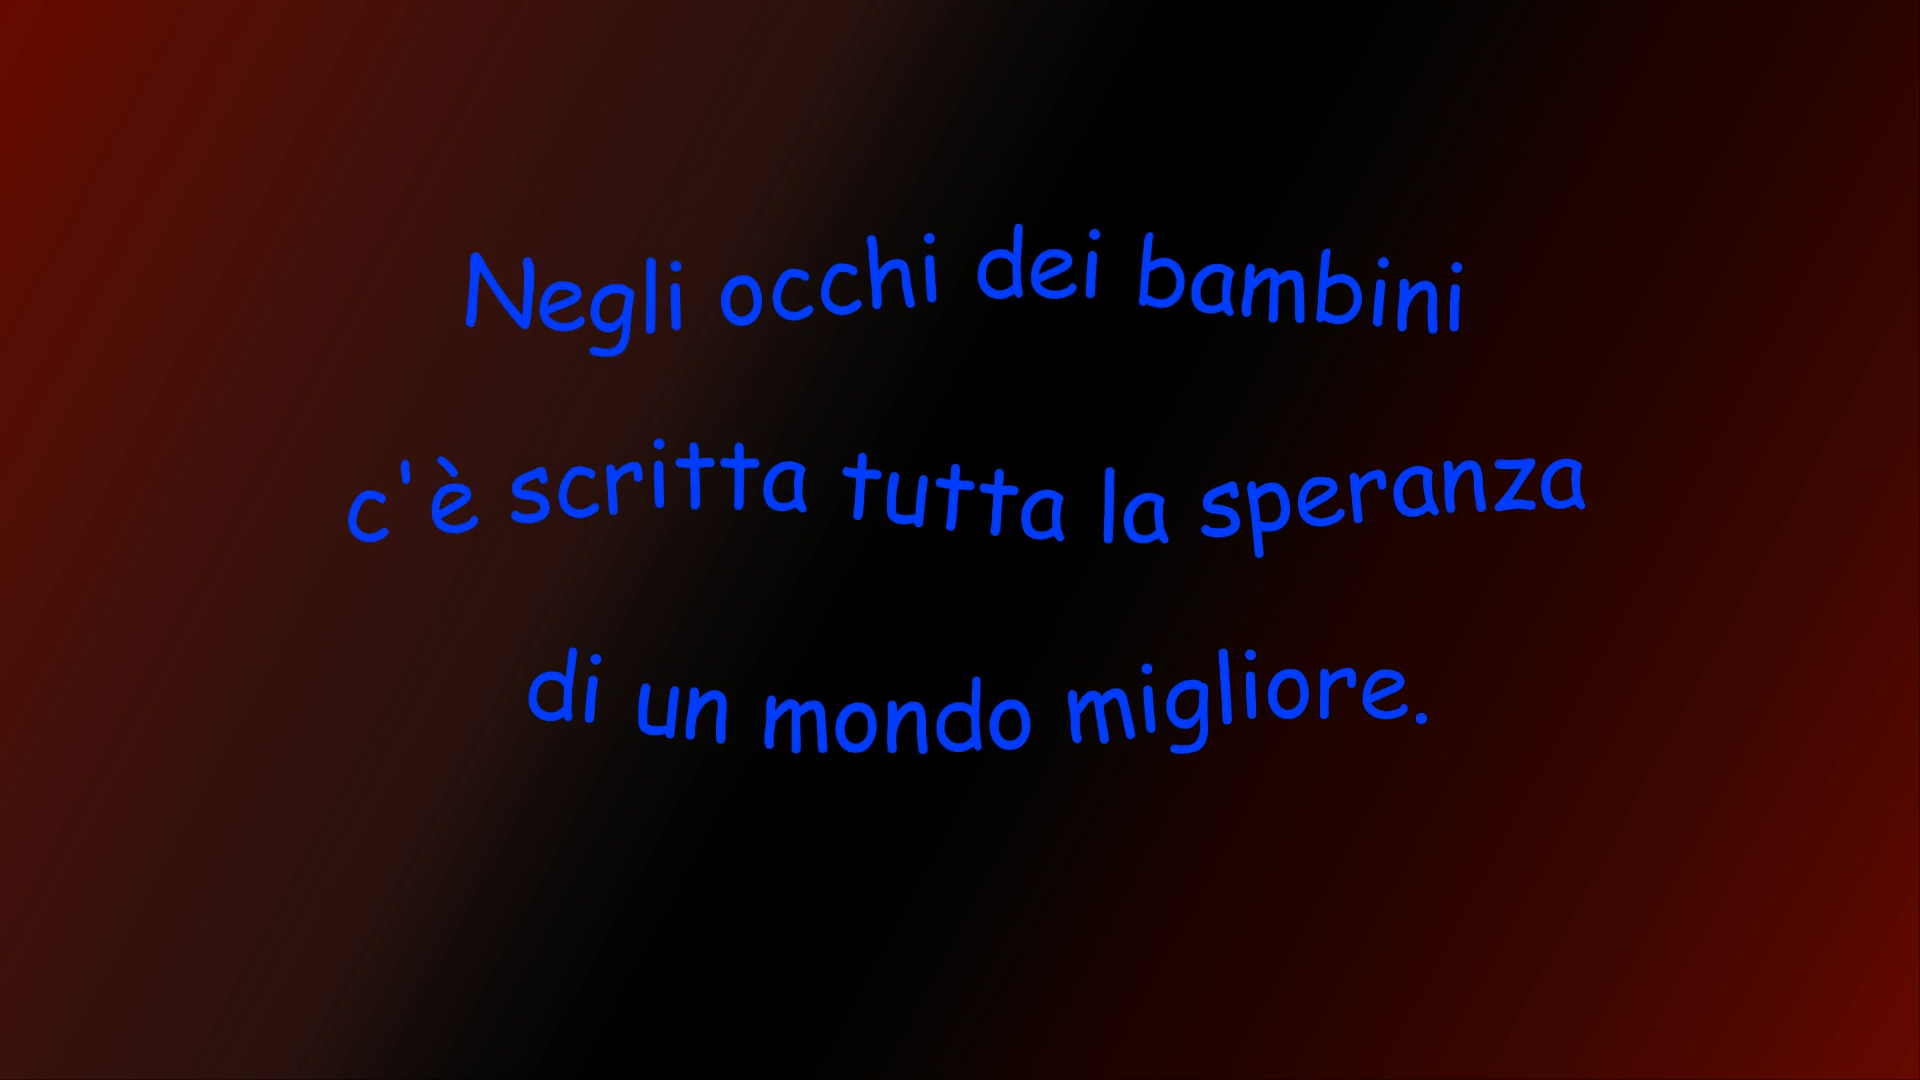 Negli occhi dei bambini
c'è scritta tutta la speranza
di un mondo migliore.